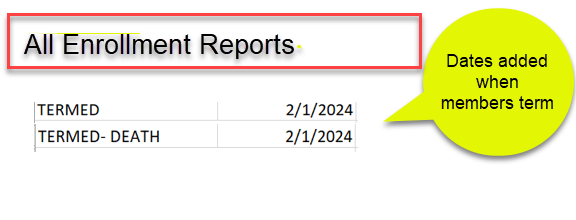 All Enrollment Reports
Dates added
when
members term
TERMED 2/1/2024
TERMED- DEATH 2/1/2024